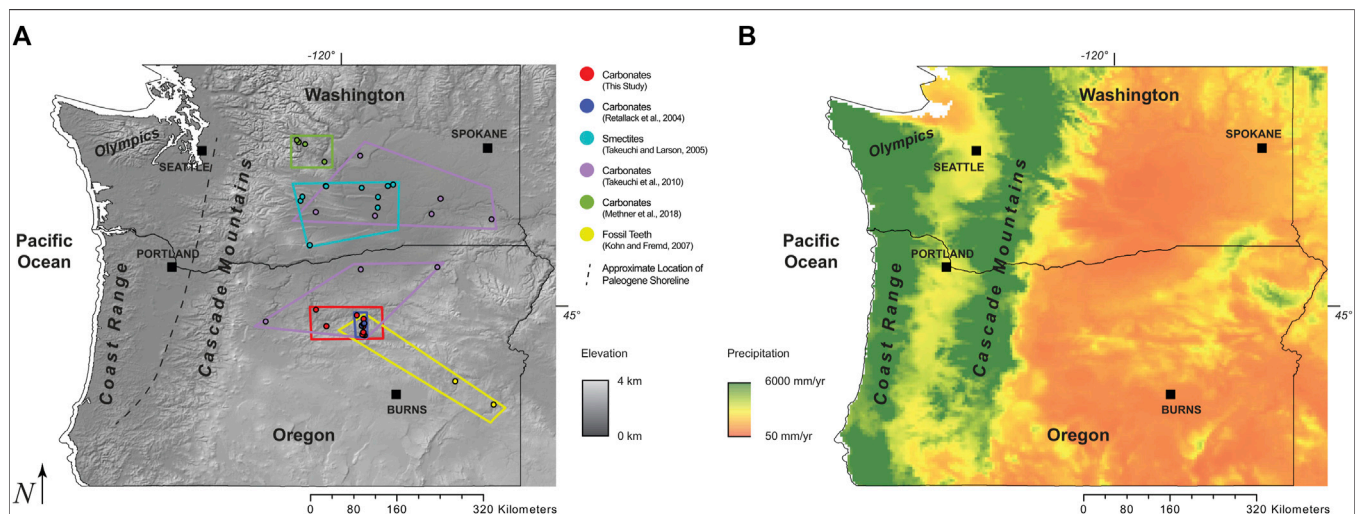 A
-120°
Washington
Olympics
SEATTLE
SPOKANE
Pacific
Ocean
PORTLAND
Coast Range
Cascade Mountains
45°
BURNS
Oregon
N
0 80 160 320 Kilometers
Carbonates
(This Study)
Carbonates
(Retallack et al., 2004)
Smectites
(Takeuchi and Larson, 2005)
Carbonates
(Takeuchi et al., 2010)
Carbonates
(Methner et al., 2018)
Fossil Teeth
(Kohn and Fremd, 2007)
Approximate Location of
Paleogene Shoreline
Elevation
4 km
0 km
B
-120°
Washington
Olympics
SEATTLE
SPOKANE
Pacific
Ocean
PORTLAND
Coast Range
Cascade Mountains
45°
Precipitation
6000 mm/yr
50 mm/yr
BURNS
Oregon
0 40 80 160 320 Kilometers